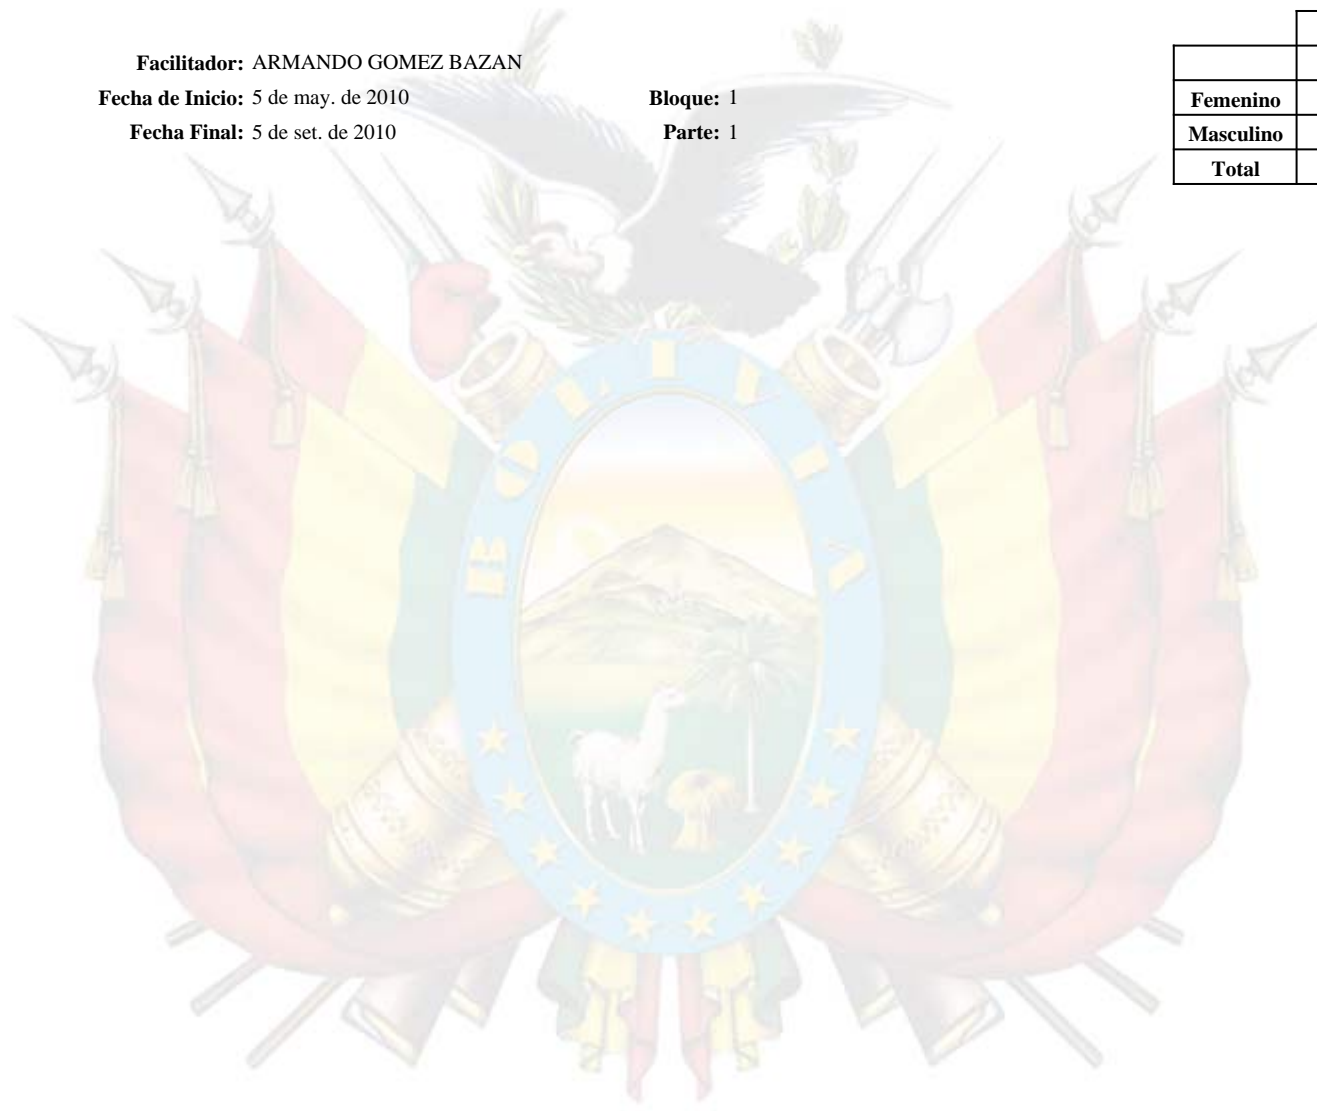 Facilitador: ARMANDO GOMEZ BAZAN
Fecha de Inicio: 5 de may. de 2010 Bloque: 1
Fecha Final: 5 de set. de 2010 Parte: 1
Femenino
Masculino
Total
BOLIVIA